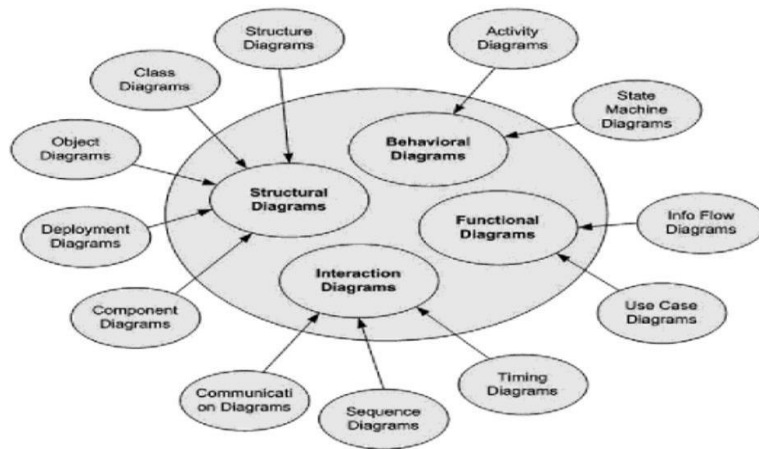 Structure
Diagrams
Activity
Diagrams
Class
Diagrams
State
Machine
Diagrams
Object
Diagrams
Behavioral
Diagrams
Structural
Diagrams
Functional
Diagrams
Info Flow
Diagrams
Deployment
Diagrams
Interaction
Diagrams
Component
Diagrams
Use Case
Diagrams
Communicati
on Diagrams
Sequence
Diagrams
Timing
Diagrams